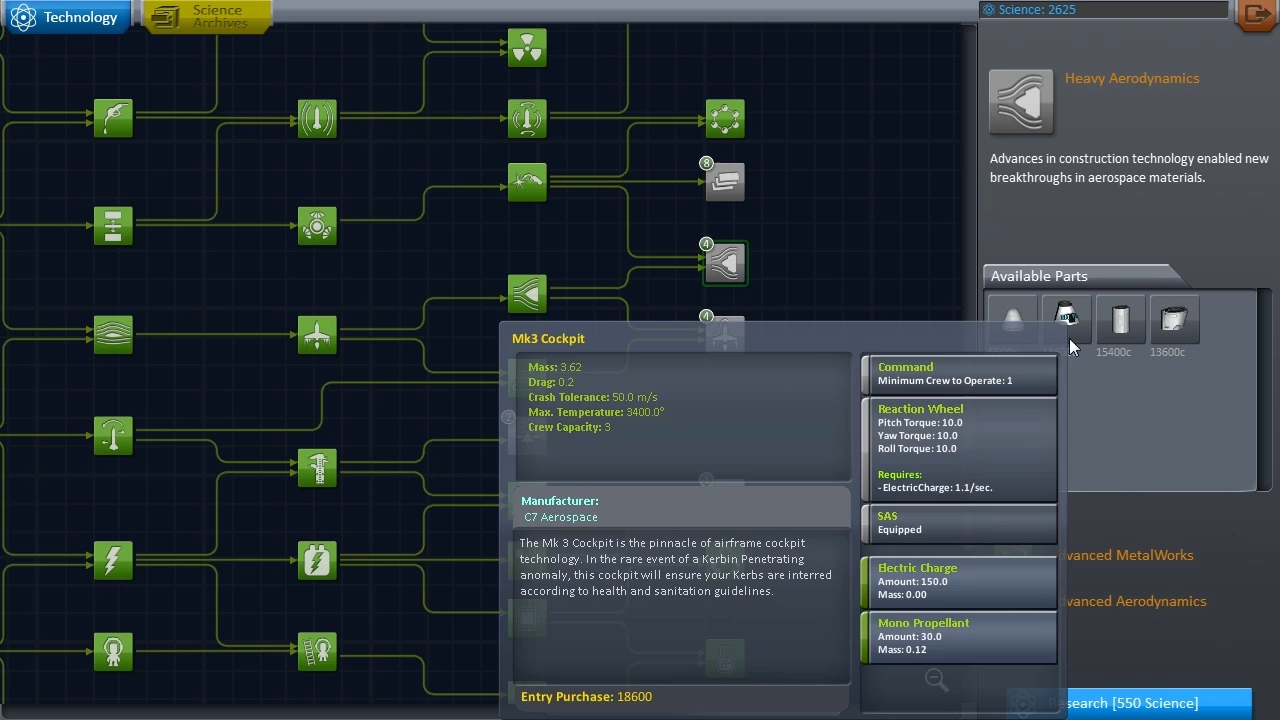 Technology
Science
Archives
Science: 2625
Heavy Aerodynamics
Advances in construction technology enabled new
breakthroughs in aerospace materials.
8
4
4
Available Parts
15400c
13600c
Mk3 Cockpit
Mass: 3.62
Drag: 0.2
Crash Tolerance: 50.0 m/s
Max. Temperature: 3400.0°
Crew Capacity: 3
Manufacturer:
C7 Aerospace
The Mk 3 Cockpit is the pinnacle of airframe cockpit
technology. In the rare event of a Kerbin Penetrating
anomaly, this cockpit will ensure your Kerbs are interred
according to health and sanitation guidelines.
Entry Purchase: 18600
Command
Minimum Crew to Operate: 1
Reaction Wheel
Pitch Torque: 10.0
Yaw Torque: 10.0
Roll Torque: 10.0
Requires:
- ElectricCharge: 1.1/sec.
SAS
Equipped
Electric Charge
Amount: 150.0
Mass: 0.00
Mono Propellant
Amount: 30.0
Mass: 0.12
vanced MetalWorks
vanced Aerodynamics
search [550 Science]